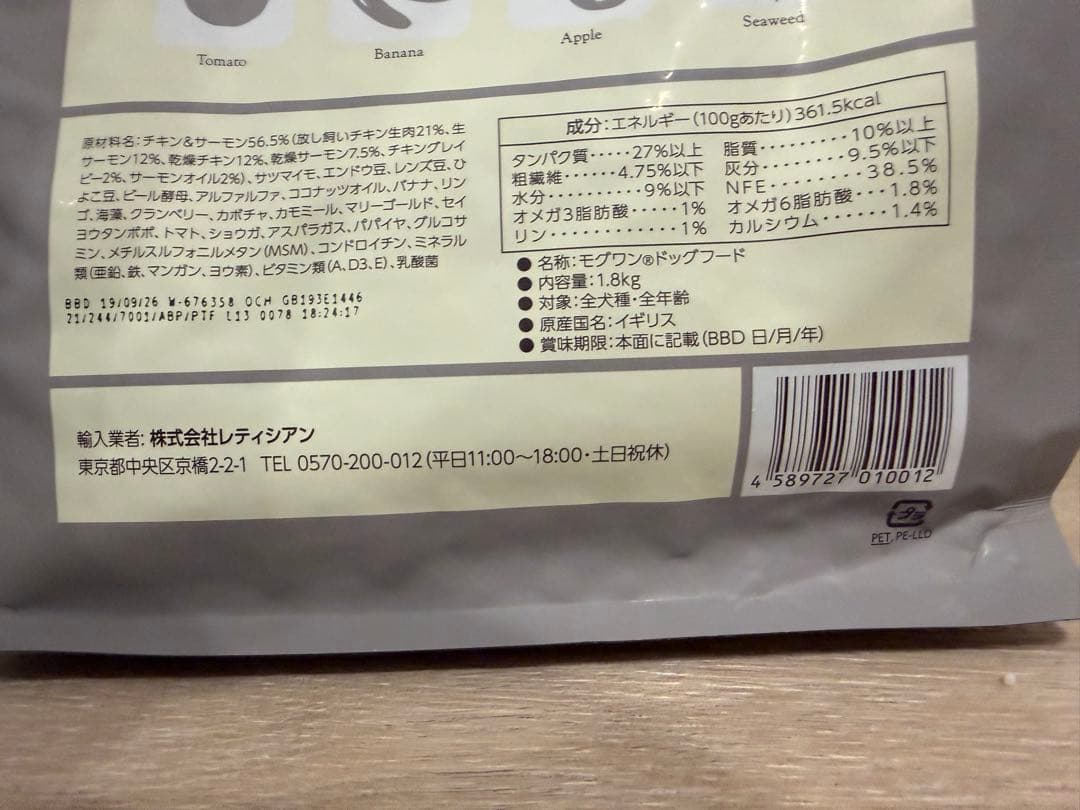 Tomato
Banana
Apple
Seaweed
原材料名:チキン&サーモン56.5%(放し飼いチキン生肉21%、生
サーモン12%、乾燥チキン12%、乾燥サーモン7.5%、チキングレイ
ビー2%、サーモンオイル2%)、サツマイモ、エンドウ豆、レンズ豆、ひ
よこ豆、ビール酵母、アルファルファ、ココナッツオイル、バナナ、リン
ゴ、海藻、クランベリー、カボチャ、カモミール、マリーゴールド、セイ
ヨウタンポポ、トマト、ショウガ、アスパラガス、パパイヤ、グルコサ
ミン、メチルスルフォニルメタン(MSM)、コンドロイチン、ミネラル
類(亜鉛、鉄、マンガン、ヨウ素)、ビタミン類(A、D3、E)、乳酸菌
BBD 19/09/26 W-676358 OCH GB193E1446
21/244/7001/ABP/PTF L13 0078 18:24:17
成分:エネルギー(100gあたり)361.5kcal
タンパク質・・・・・27%以上 脂質・・・・・・・・・・10%以上
粗繊維・・・・・・4.75%以下 灰分・・・・・・・・・9.5%以下
水分・・・・・・・・・・9%以下 NFE・・・・・・・・・・38.5%
オメガ3脂肪酸・・・・・1% オメガ6脂肪酸・・・1.8%
リン・・・・・・・・・・・・1% カルシウム・・・・・・1.4%
●名称:モグワン®ドッグフード
●内容量:1.8kg
●対象:全犬種・全年齢
●原産国名:イギリス
●賞味期限:本面に記載(BBD 日/月/年)
輸入業者:株式会社レティシアン
東京都中央区京橋2-2-1 TEL 0570-200-012(平日11:00〜18:00・土日祝休)
4 589727 010012
PET, PE-LLD